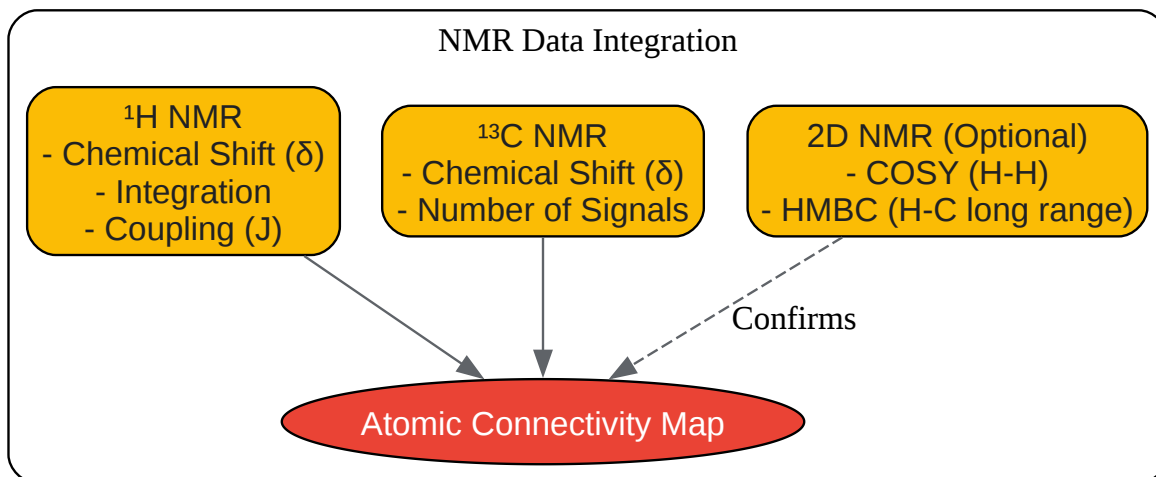 NMR Data Integration
¹H NMR
- Chemical Shift (δ)
- Integration
- Coupling (J)
¹³C NMR
- Chemical Shift (δ)
- Number of Signals
2D NMR (Optional)
- COSY (H-H)
- HMBC (H-C long range)
Confirms
Atomic Connectivity Map